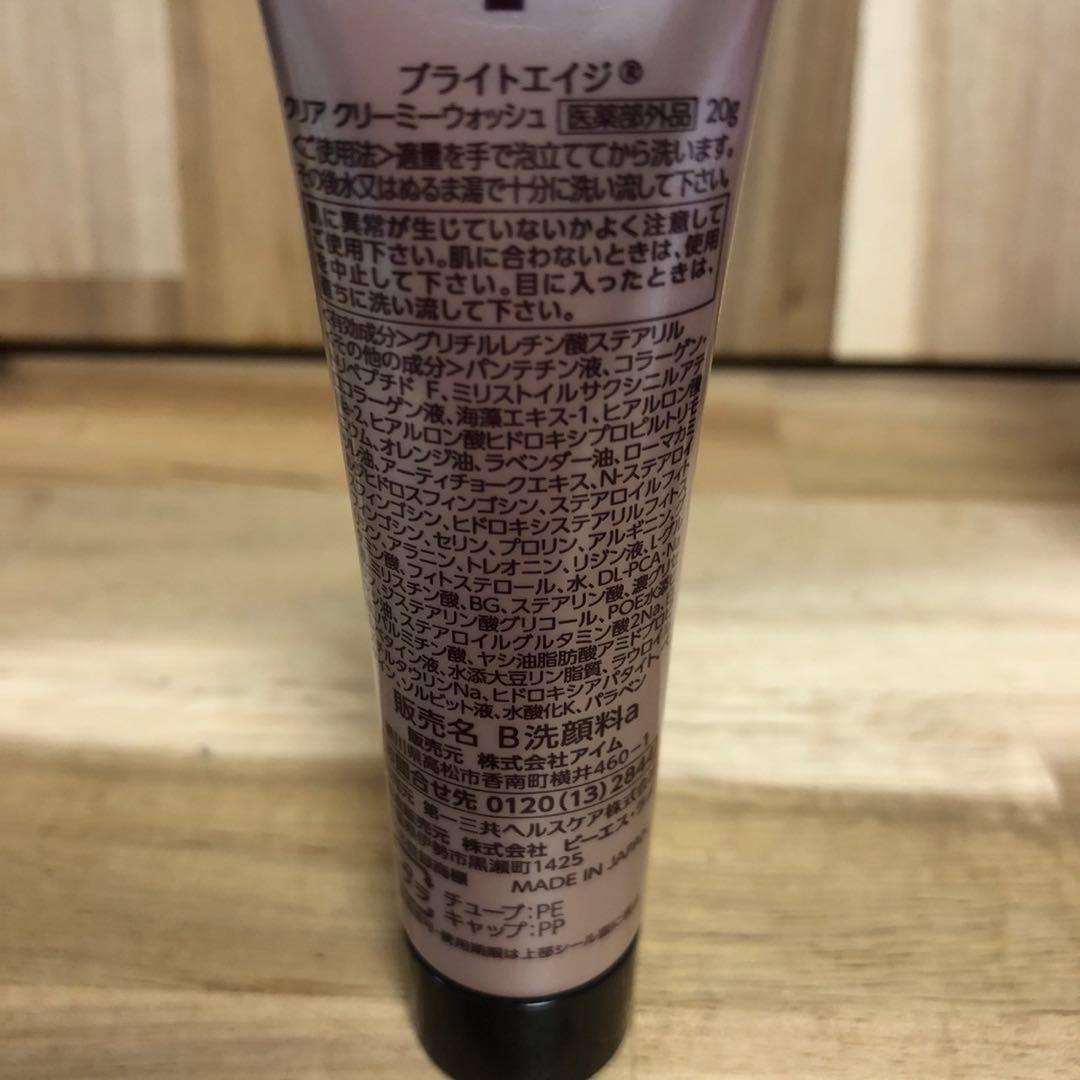 ブライトエイジ®
クリア クリーミーウォッシュ 医薬部外品 20g
<ご使用法>適量を手で泡立ててから洗います。
その後水又はぬるま湯で十分に洗い流して下さい。
肌に異常が生じていないかよく注意して
ご使用下さい。肌に合わないときは、使用
を中止して下さい。目に入ったときは、
直ちに洗い流して下さい。
<有効成分>グリチルレチン酸ステアリル
<その他の成分>パンテチン液、コラーゲン・
トリペプチド F、ミリストイルサクシニルアテ
コラーゲン液、海藻エキス-1、ヒアルロン酸
-2、ヒアルロン酸ヒドロキシプロピルトリモ
ウム、オレンジ油、ラベンダー油、ローマカミ
レ油、アーティチョークエキス、N-ステアロイ
ヒドロスフィンゴシン、ステアロイルフィト
スフィンゴシン、ヒドロキシステアリルフィトス
ンゴシン、セリン、プロリン、アルギニン、グ
ン、アラニン、トレオニン、リジン液、L-グル
ミン酸、フィトステロール、水、DL-PCA・Na
ミリスチン酸、BG、ステアリン酸、濃グリ
ジステアリン酸グリコール、POE水添
油、ステアロイルグルタミン酸2Na、
パルミチン酸、ヤシ油脂肪酸アミドプロ
タイン液、水添大豆リン脂質、ラウロイ
チルタウリンNa、ヒドロキシアパタイト、
ソルビット液、水酸化K、パラベン
販売名 B洗顔料a
販売元 株式会社アイム
香川県高松市香南町横井460-1
お問合せ先 0120(13)284
第一三共ヘルスケア株式会
株式会社 ピーエス・
伊勢市黒瀬町1425
MADE IN JAPAN
チューブ:PE
キャップ:PP
使用期限は上部シール部に